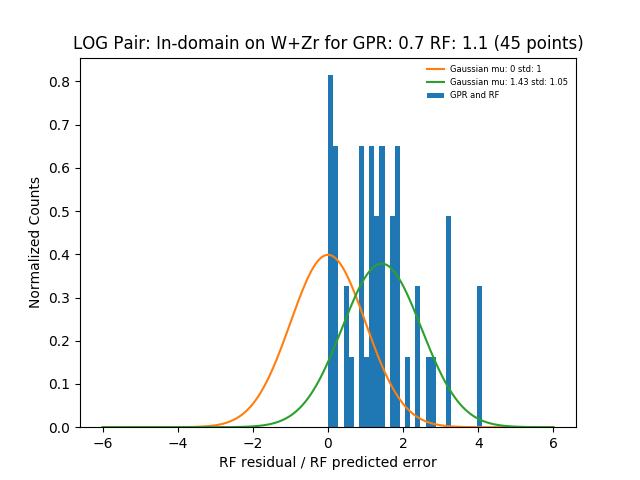 LOG Pair: In-domain on W+Zr for GPR: 0.7 RF: 1.1 (45 points)
Gaussian mu: 0 std: 1
Gaussian mu: 1.43 std: 1.05
GPR and RF
Normalized Counts
0.8
0.7
0.6
0.5
0.4
0.3
0.2
0.1
0.0
−6 −4 −2 0 2 4 6
RF residual / RF predicted error